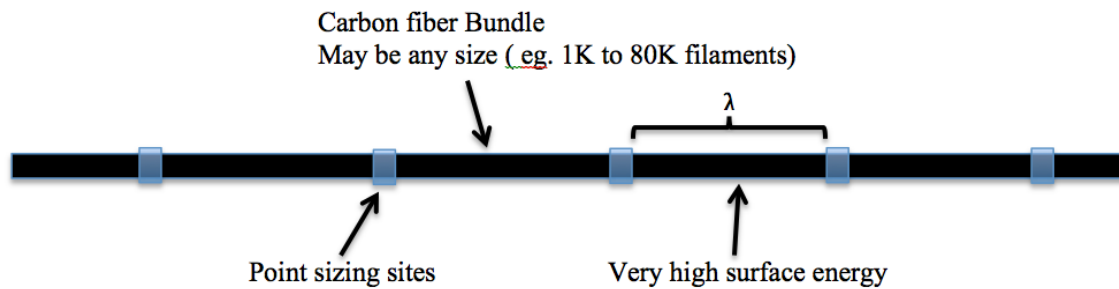 Carbon fiber Bundle
May be any size ( eg. 1K to 80K filaments)
λ
Point sizing sites
Very high surface energy